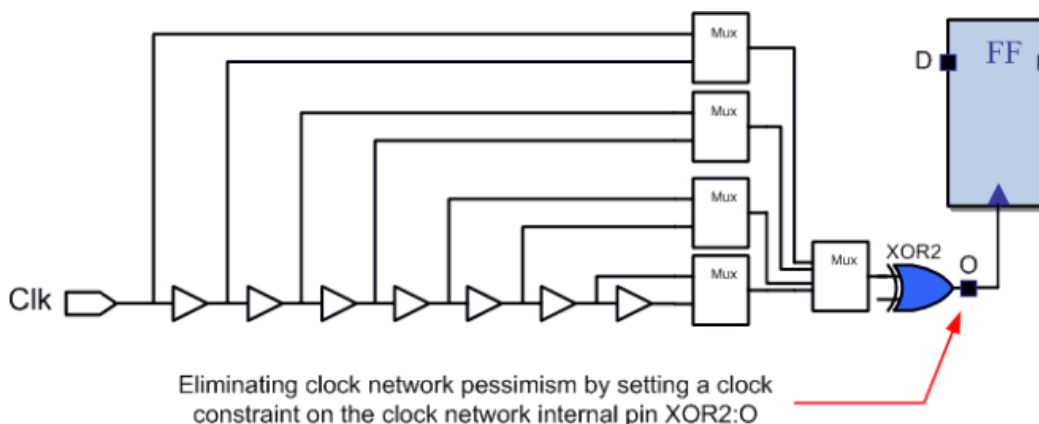 Mux
FF
D
Mux
Mux
XOR2
Mux
Mux
O
Clk
Eliminating clock network pessimism by setting a clock
constraint on the clock network internal pin XOR2:O